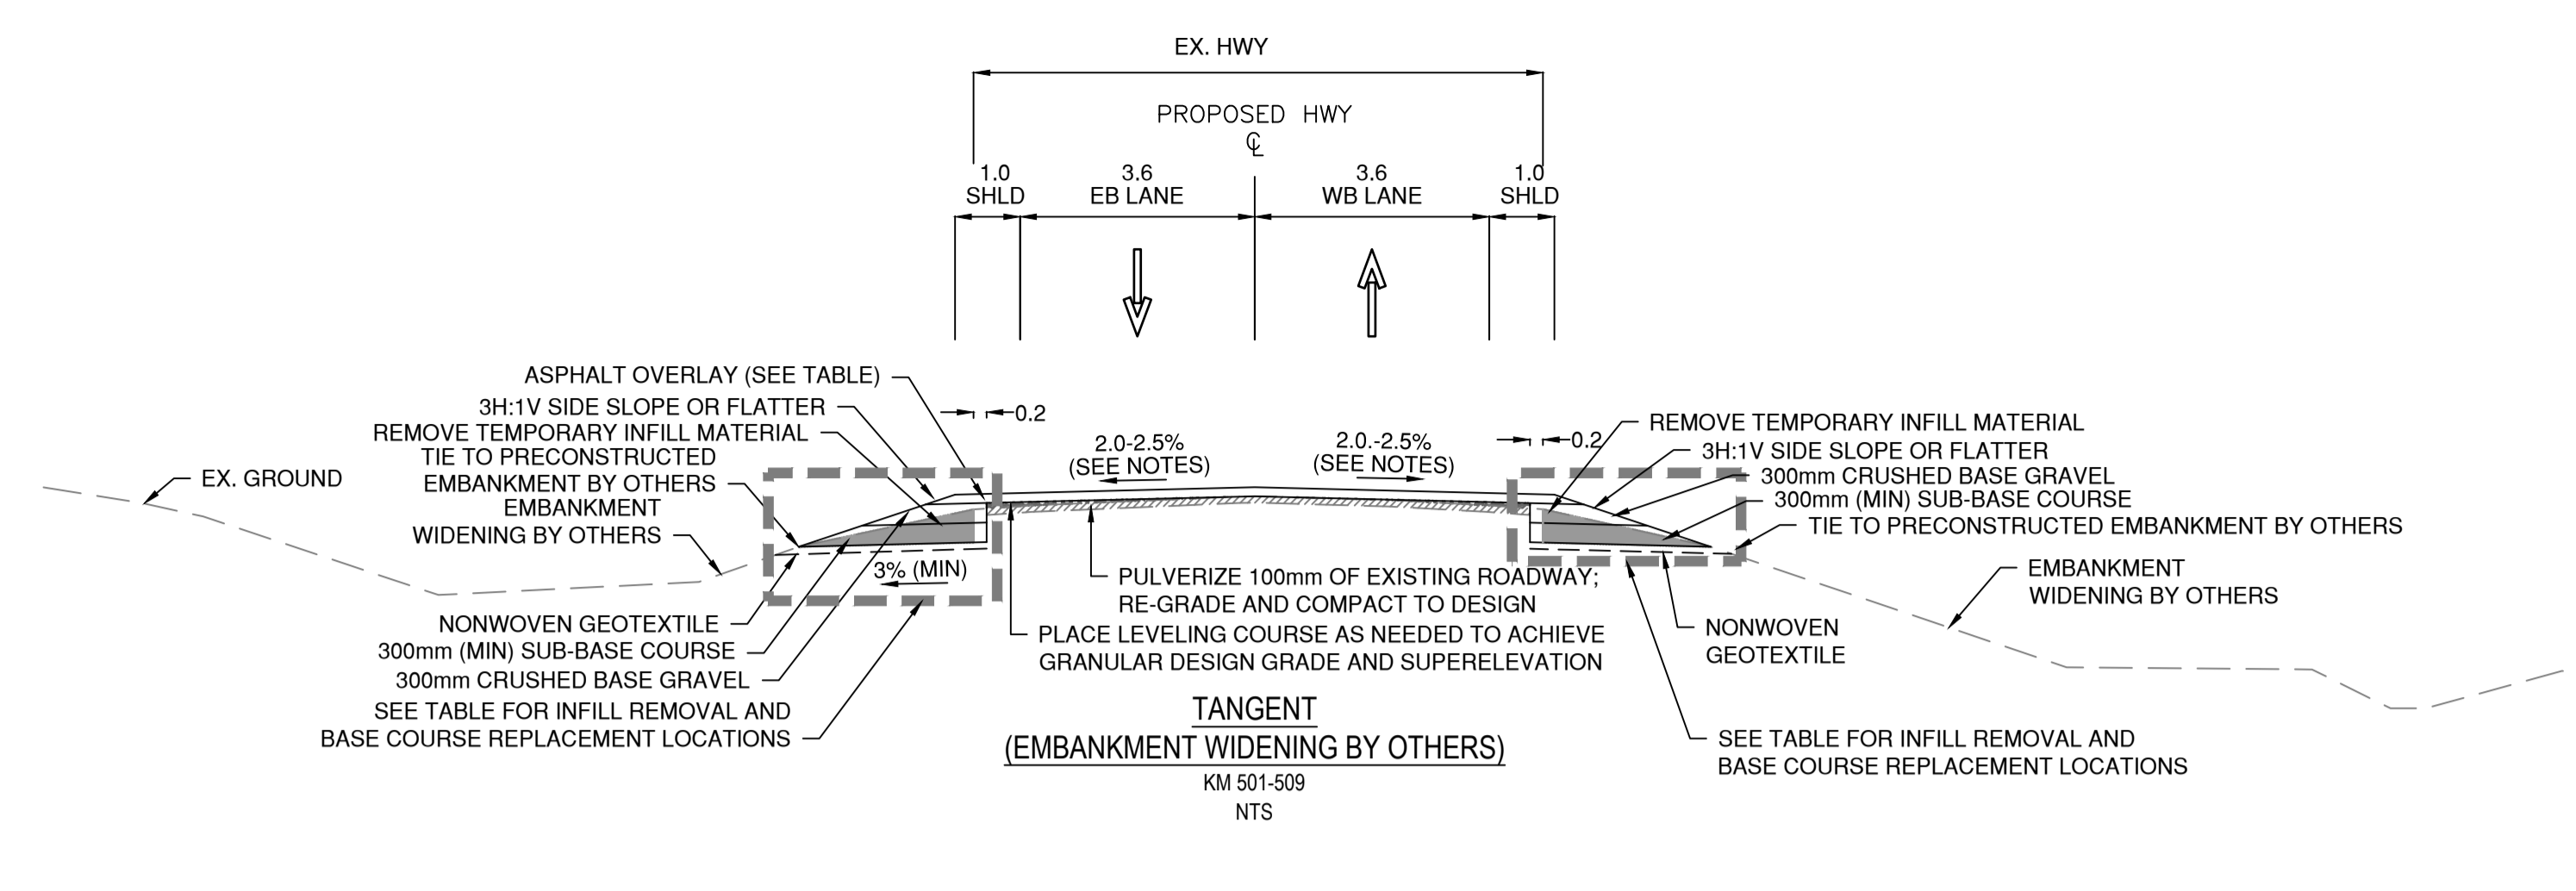 EX. HWY
PROPOSED HWY
℄
1.0
SHLD
3.6
EB LANE
3.6
WB LANE
1.0
SHLD
ASPHALT OVERLAY (SEE TABLE)
3H:1V SIDE SLOPE OR FLATTER
REMOVE TEMPORARY INFILL MATERIAL
TIE TO PRECONSTRUCTED
EMBANKMENT BY OTHERS
EMBANKMENT
WIDENING BY OTHERS
EX. GROUND
0.2
2.0-2.5%
(SEE NOTES)
2.0.-2.5%
(SEE NOTES)
0.2
REMOVE TEMPORARY INFILL MATERIAL
3H:1V SIDE SLOPE OR FLATTER
300mm CRUSHED BASE GRAVEL
300mm (MIN) SUB-BASE COURSE
TIE TO PRECONSTRUCTED EMBANKMENT BY OTHERS
EMBANKMENT
WIDENING BY OTHERS
3% (MIN)
PULVERIZE 100mm OF EXISTING ROADWAY;
RE-GRADE AND COMPACT TO DESIGN
PLACE LEVELING COURSE AS NEEDED TO ACHIEVE
GRANULAR DESIGN GRADE AND SUPERELEVATION
NONWOVEN GEOTEXTILE
300mm (MIN) SUB-BASE COURSE
300mm CRUSHED BASE GRAVEL
SEE TABLE FOR INFILL REMOVAL AND
BASE COURSE REPLACEMENT LOCATIONS
NONWOVEN
GEOTEXTILE
SEE TABLE FOR INFILL REMOVAL AND
BASE COURSE REPLACEMENT LOCATIONS
TANGENT
(EMBANKMENT WIDENING BY OTHERS)
KM 501-509
NTS